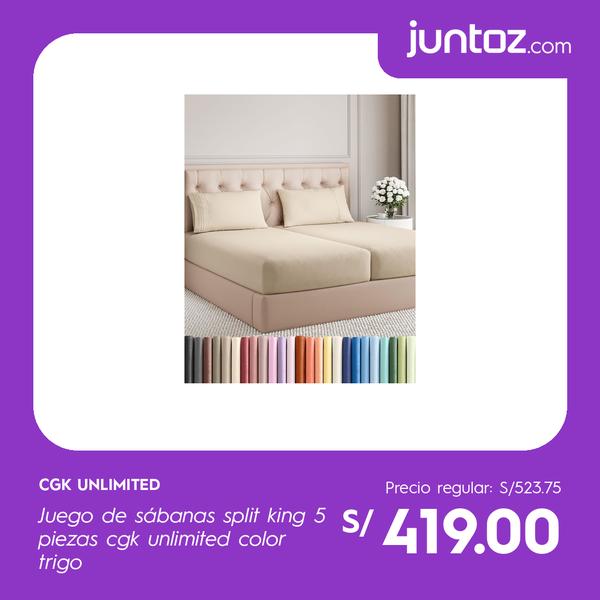 juntoz.com
CGK UNLIMITED
Juego de sábanas split king 5
piezas cgk unlimited color
trigo
Precio regular: S/523.75
S/ 419.00